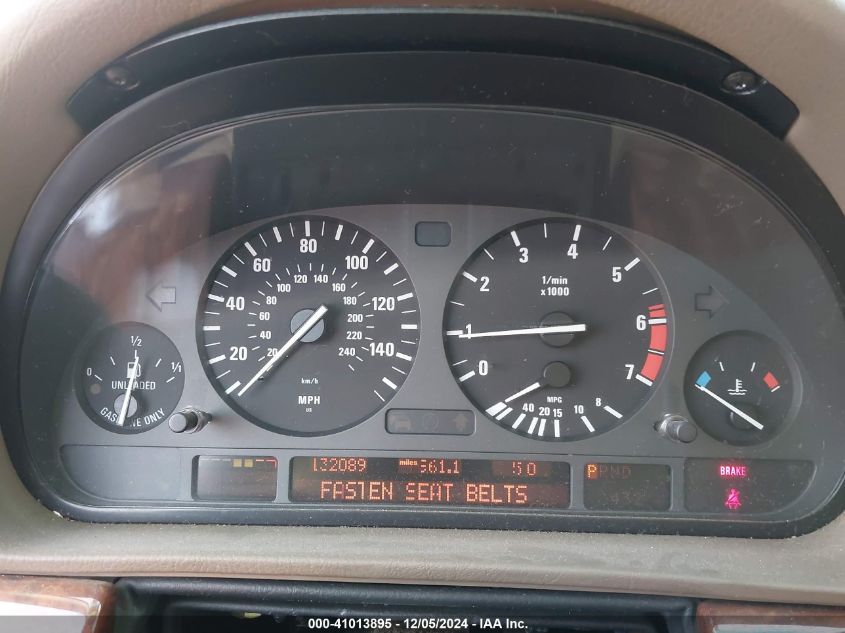 80
60 100
40 120
20 140
120 140
100 160
80 180
60 200
40 220
20 240
km/h
MPH
US
4
3 5
2 1/min
x 1000
1 6
0 7
MPG
40 20 15 10 8
1/2
0 1/1
UNLEADED
GASOLINE ONLY
132089 miles 61.1 50
FASTEN SEAT BELTS
PRND
BRAKE
000-41013895 - 12/05/2024 - IAA Inc.